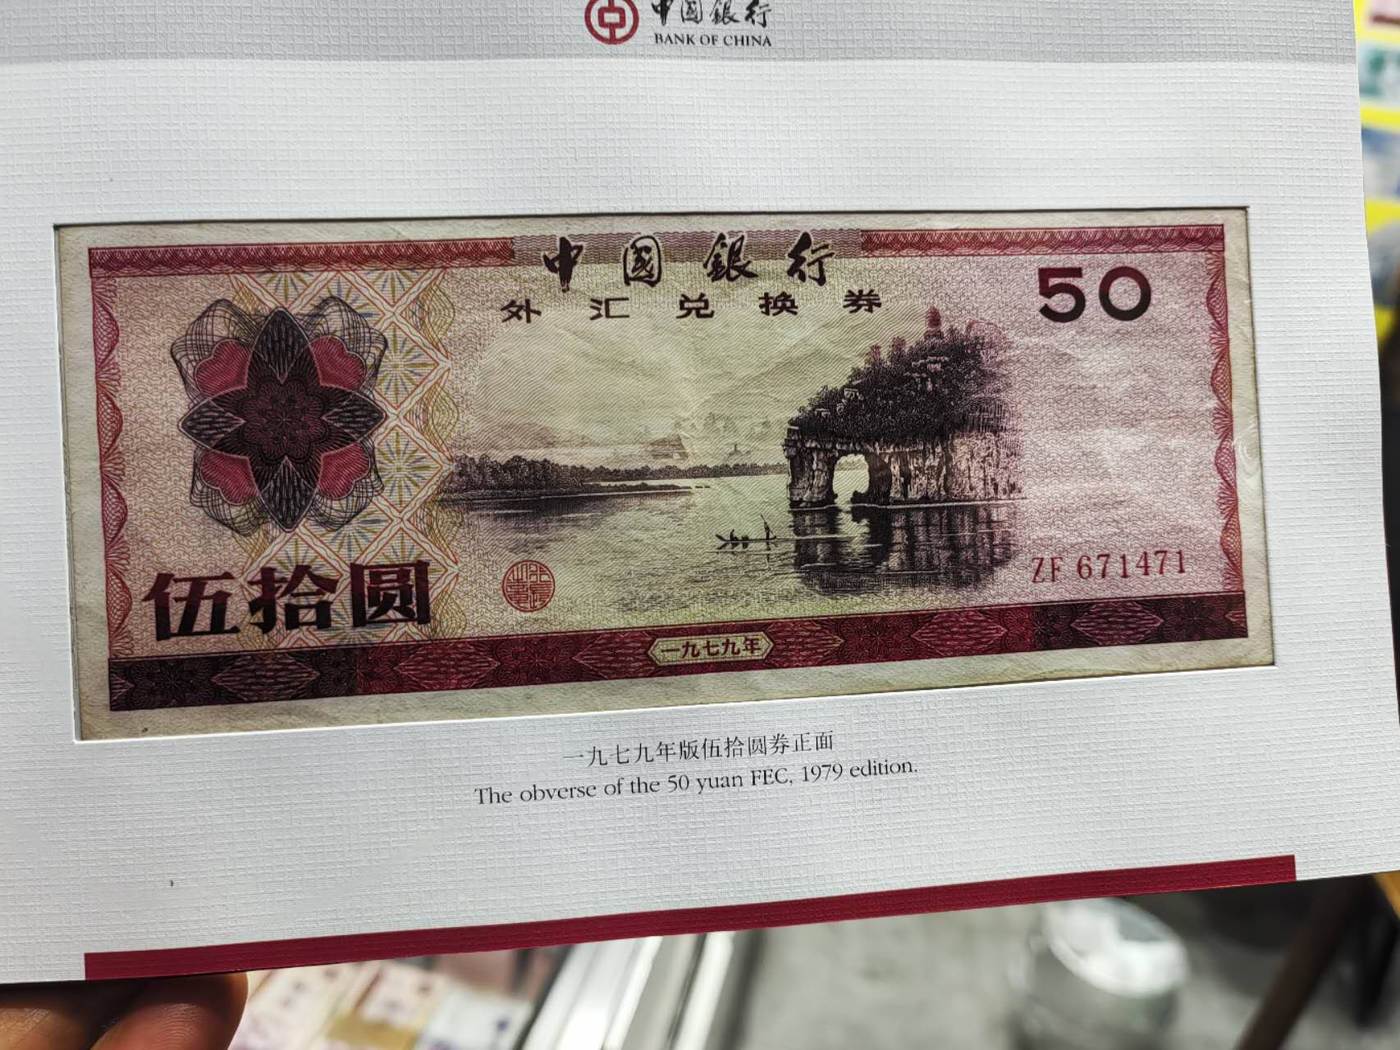 中国銀行
BANK OF CHINA
中国銀行
外汇兑换券
50
ZF 671471
伍拾圆
一九七九年
一九七九年版伍拾圆券正面
The obverse of the 50 yuan FEC, 1979 edition.